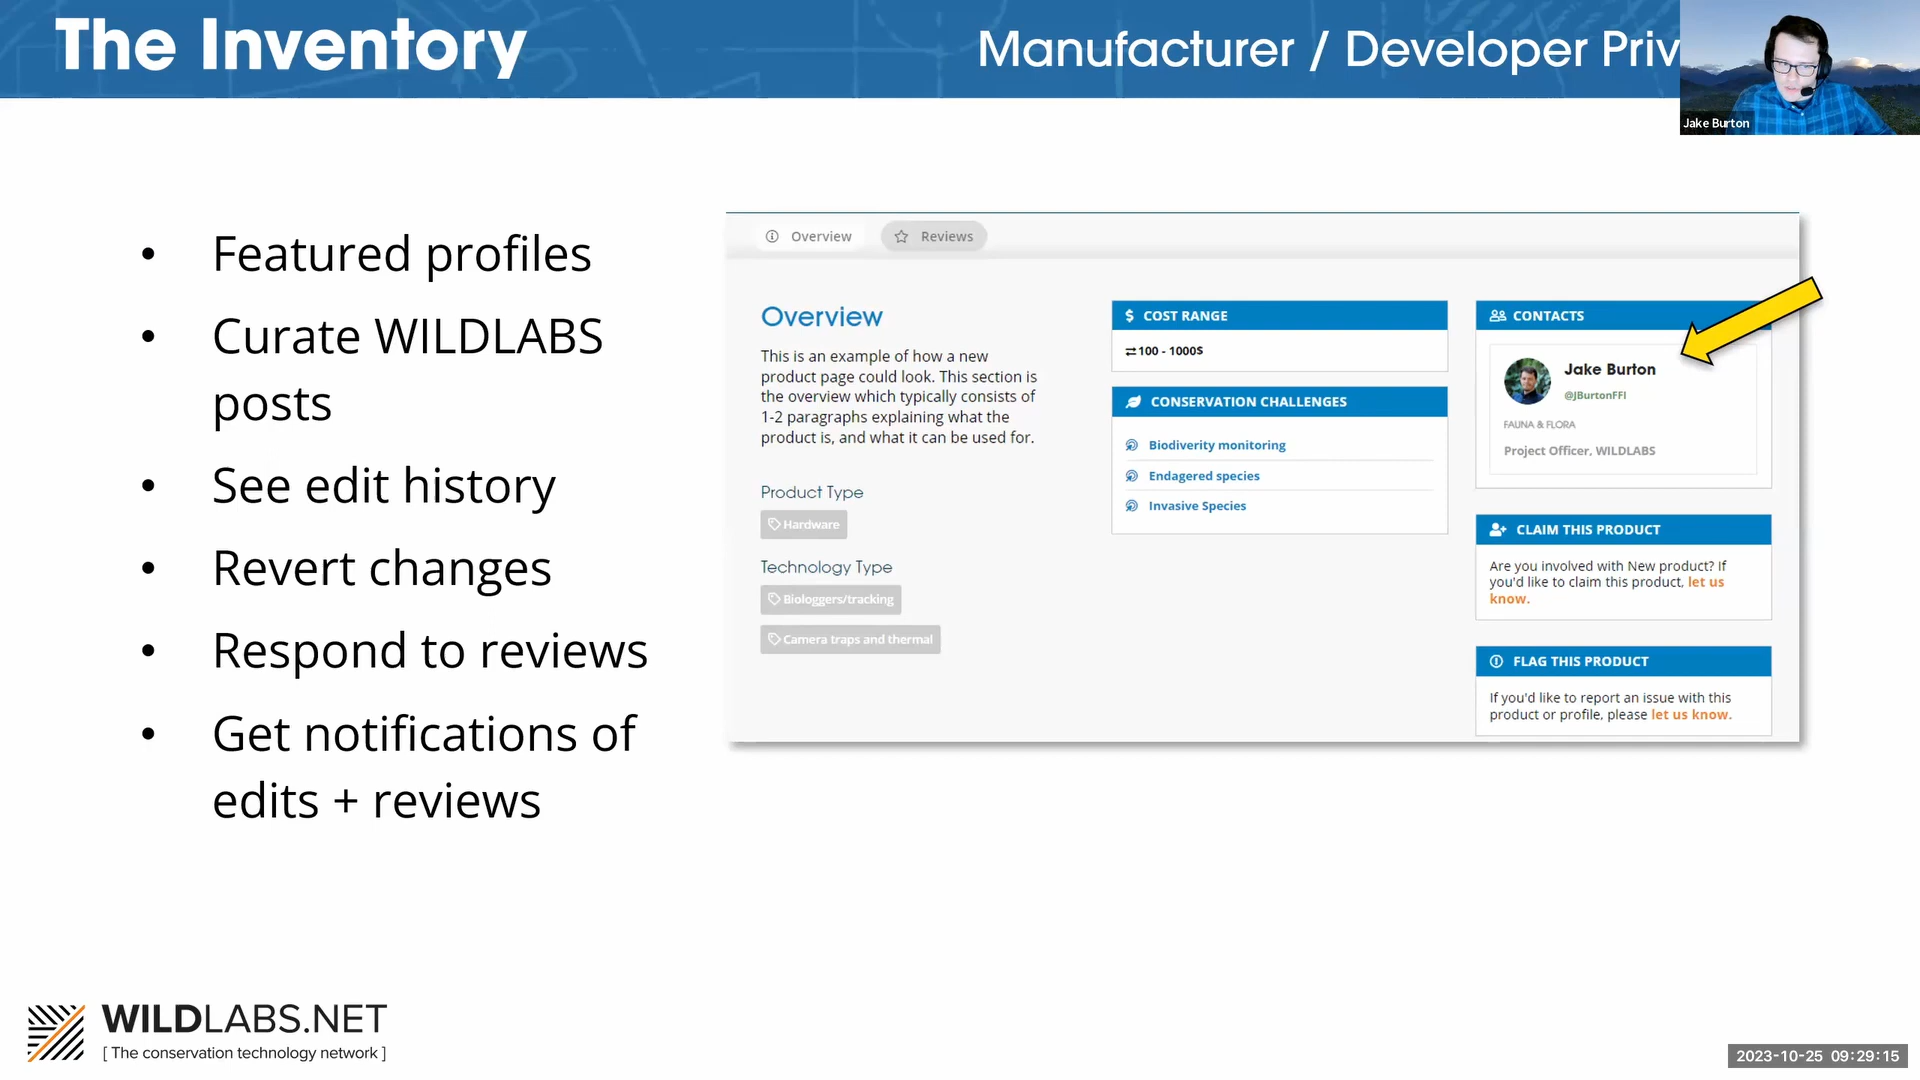 The Inventory
Manufacturer / Developer Priv
Jake Burton
• Featured profiles
• Curate WILDLABS
posts
• See edit history
• Revert changes
• Respond to reviews
• Get notifications of
edits + reviews
Overview
Reviews
Overview
This is an example of how a new
product page could look. This section is
the overview which typically consists of
1-2 paragraphs explaining what the
product is, and what it can be used for.
Product Type
Hardware
Technology Type
Biologgers/tracking
Camera traps and thermal
$ COST RANGE
100 - 1000$
CONSERVATION CHALLENGES
Biodiverity monitoring
Endagered species
Invasive Species
CONTACTS
Jake Burton
@JBurtonFFI
FAUNA & FLORA
Project Officer, WILDLABS
CLAIM THIS PRODUCT
Are you involved with New product? If
you'd like to claim this product, let us
know.
FLAG THIS PRODUCT
If you'd like to report an issue with this
product or profile, please let us know.
WILDLABS.NET
[ The conservation technology network ]
2023-10-25 09:29:15